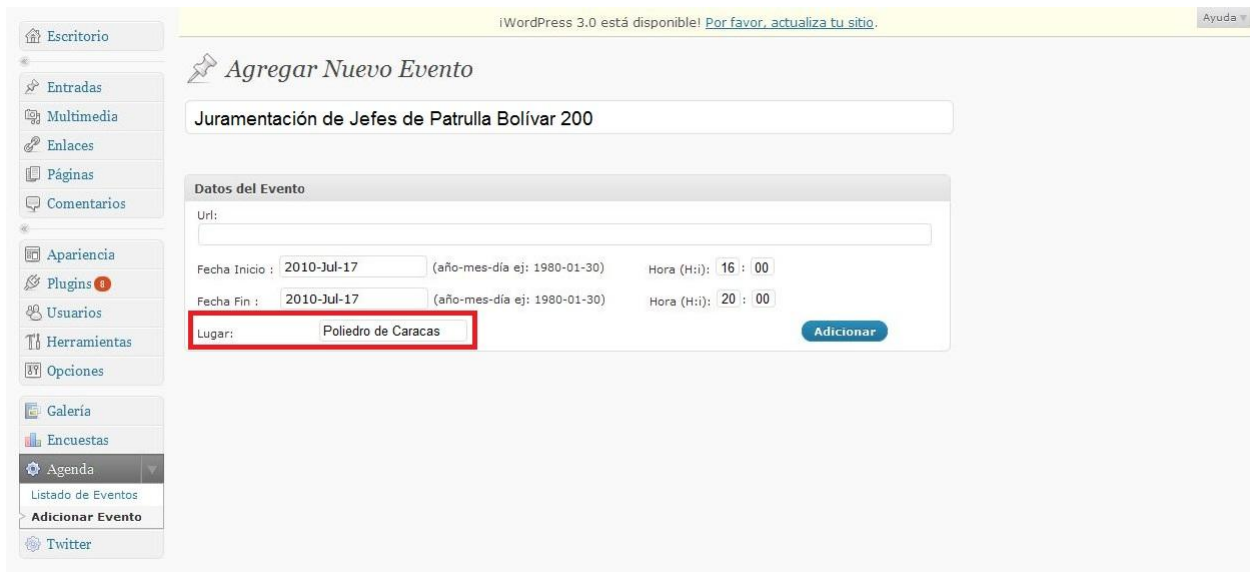 ¡WordPress 3.0 está disponible! Por favor, actualiza tu sitio.
Ayuda
Escritorio
Entradas
Multimedia
Enlaces
Páginas
Comentarios
Apariencia
Plugins 8
Usuarios
Herramientas
Opciones
Galería
Encuestas
Agenda
Listado de Eventos
Adicionar Evento
Twitter
Agregar Nuevo Evento
Juramentación de Jefes de Patrulla Bolívar 200
Datos del Evento
Url:
Fecha Inicio : 2010-Jul-17 (año-mes-día ej: 1980-01-30) Hora (H:i): 16 : 00
Fecha Fin : 2010-Jul-17 (año-mes-día ej: 1980-01-30) Hora (H:i): 20 : 00
Lugar: Poliedro de Caracas Adicionar